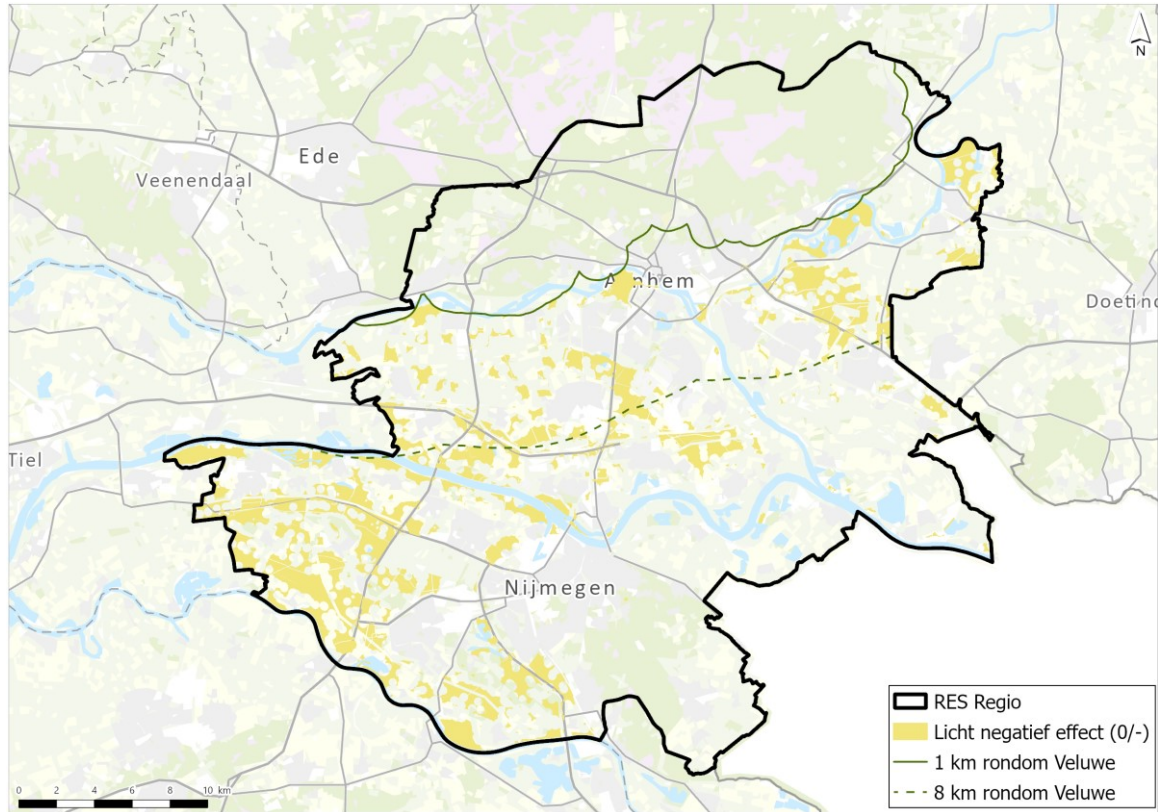 N
Ede
Veenendaal
Arnhem
Doetinc
Tiel
Nijmegen
RES Regio
Licht negatief effect (0/-)
1 km rondom Veluwe
8 km rondom Veluwe
0 2 4 6 8 10 km